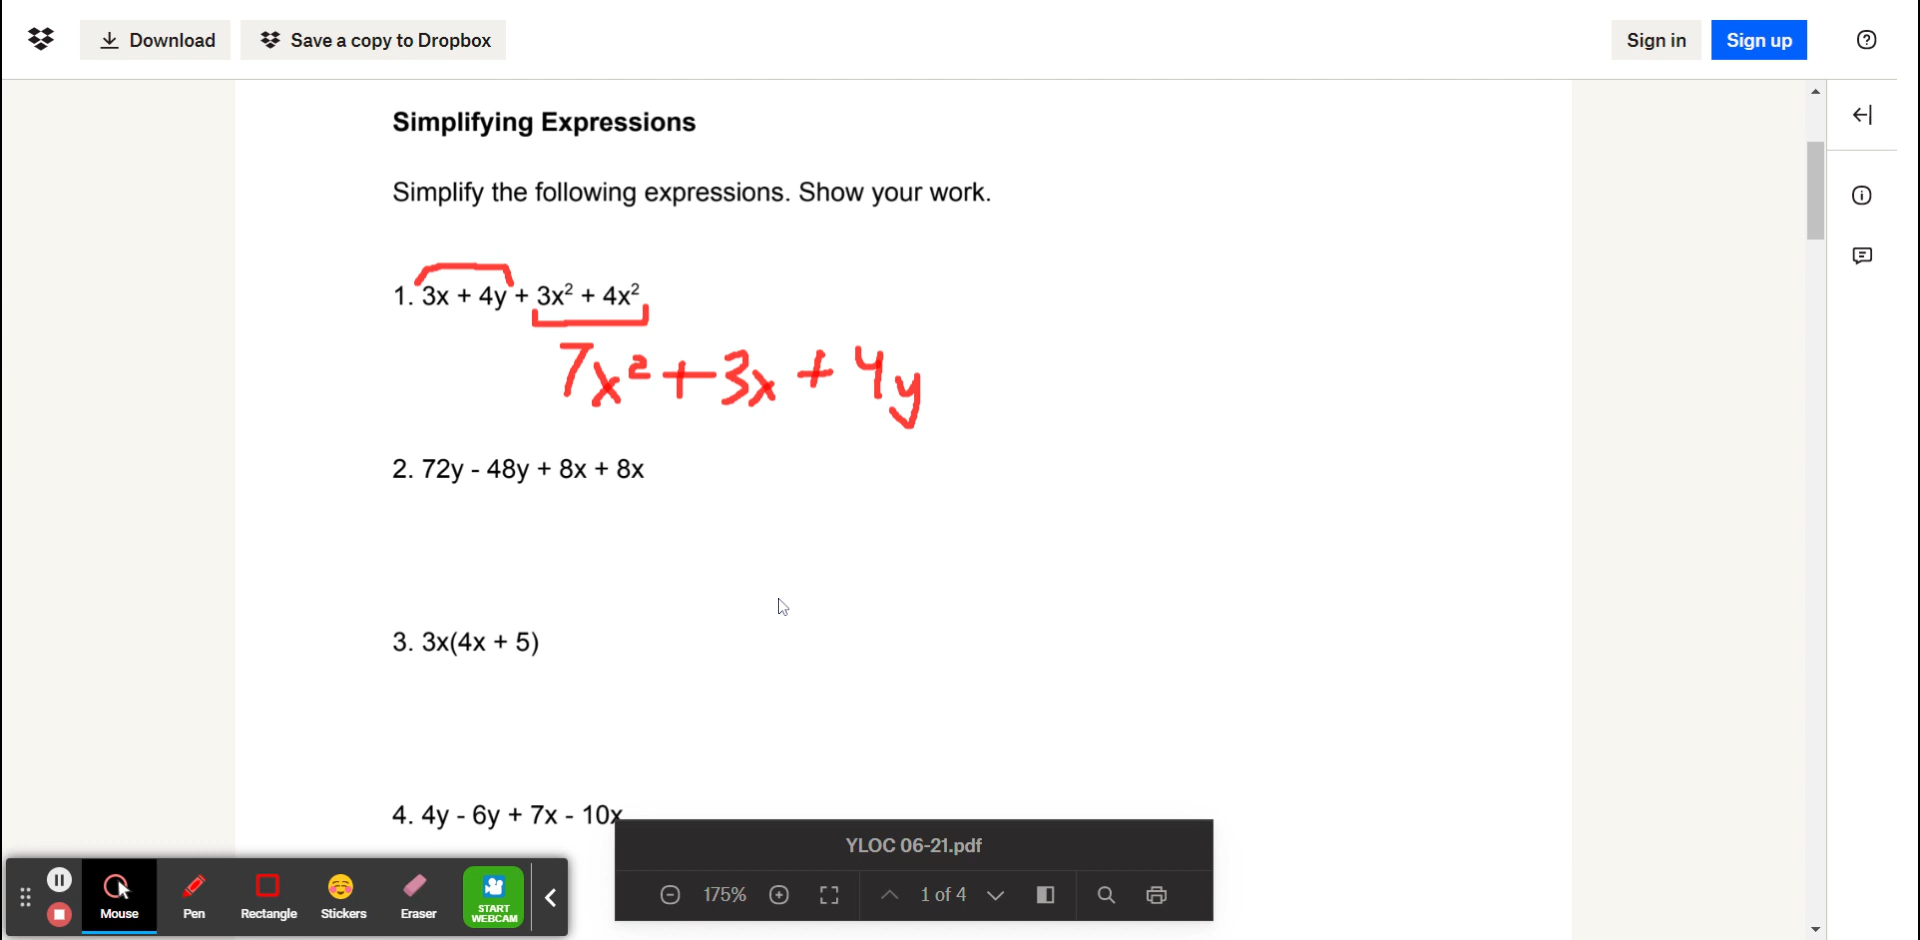 Download
Save a copy to Dropbox
Sign in
Sign up
Simplifying Expressions
Simplify the following expressions. Show your work.
1. 3x + 4y + 3x² + 4x²
7x² + 3x + 4y
2. 72y - 48y + 8x + 8x
3. 3x(4x + 5)
4. 4y - 6y + 7x - 10x
YLOC 06-21.pdf
175%
1 of 4
Mouse
Pen
Rectangle
Stickers
Eraser
START
WEBCAM